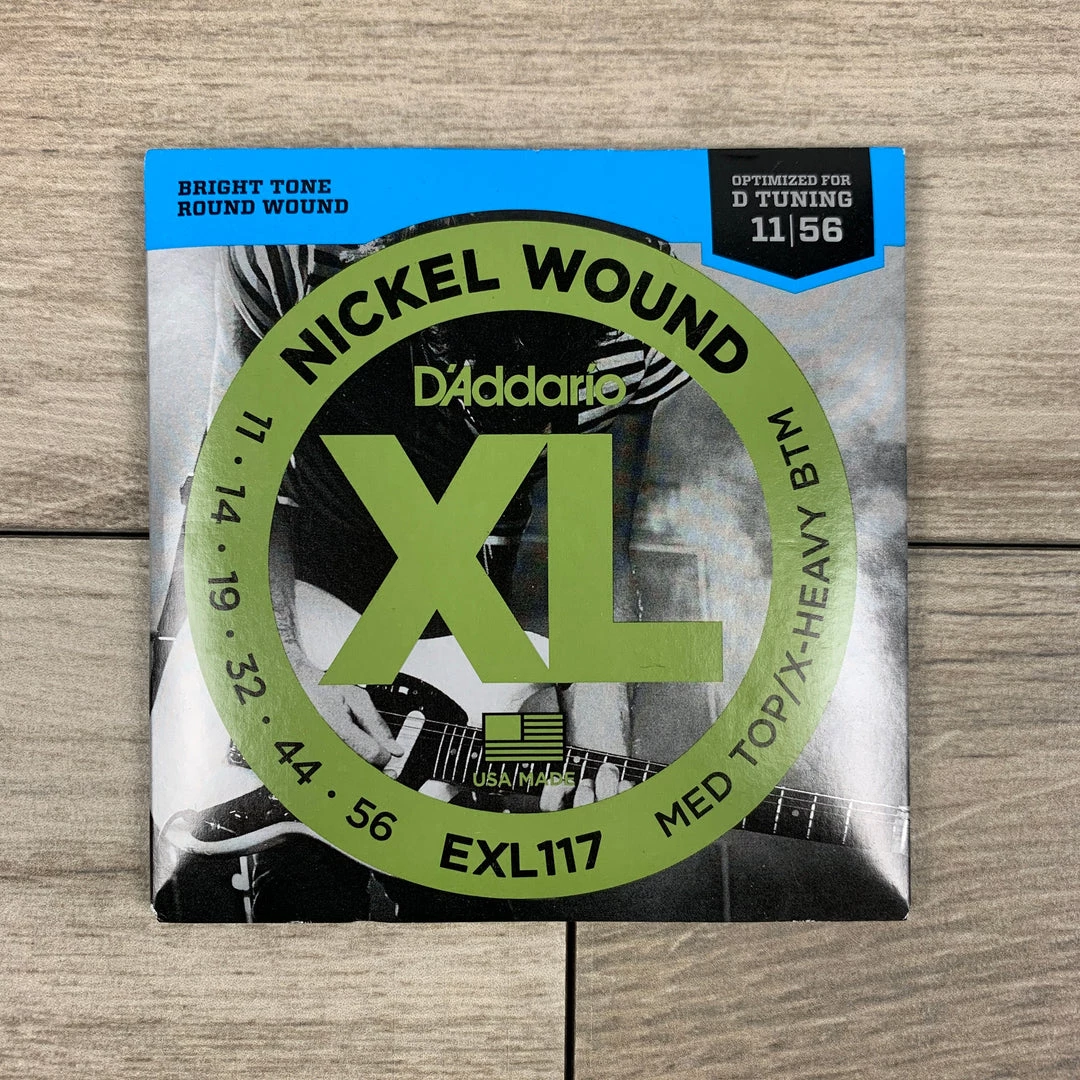 BRIGHT TONE
ROUND WOUND
OPTIMIZED FOR
D TUNING
11|56
NICKEL WOUND
D'Addario
XL
11 • 14 • 19 • 32 • 44 • 56
MED TOP/X-HEAVY BTM
USA MADE
EXL117